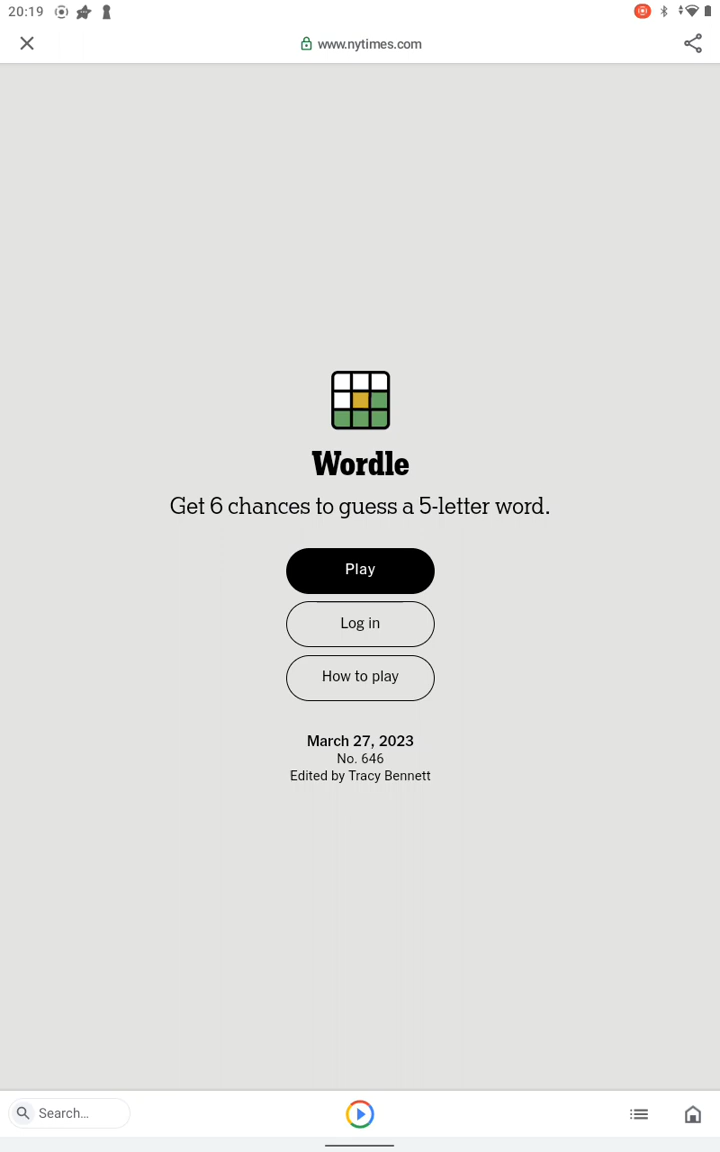 20:19
www.nytimes.com
Wordle
Get 6 chances to guess a 5-letter word.
Play
Log in
How to play
March 27, 2023
No. 646
Edited by Tracy Bennett
Search...